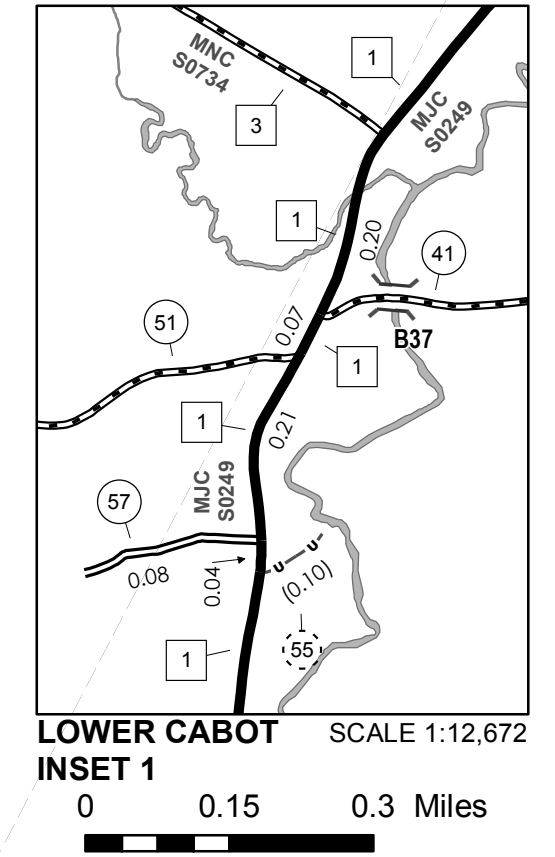 MNC
S0734
1
MJC
S0249
3
1
0.20
41
51
0.07
B37
1
1
0.21
MJC
S0249
57
0.08
0.04
(0.10)
1
55
LOWER CABOT
INSET 1
SCALE 1:12,672
0 0.15 0.3 Miles